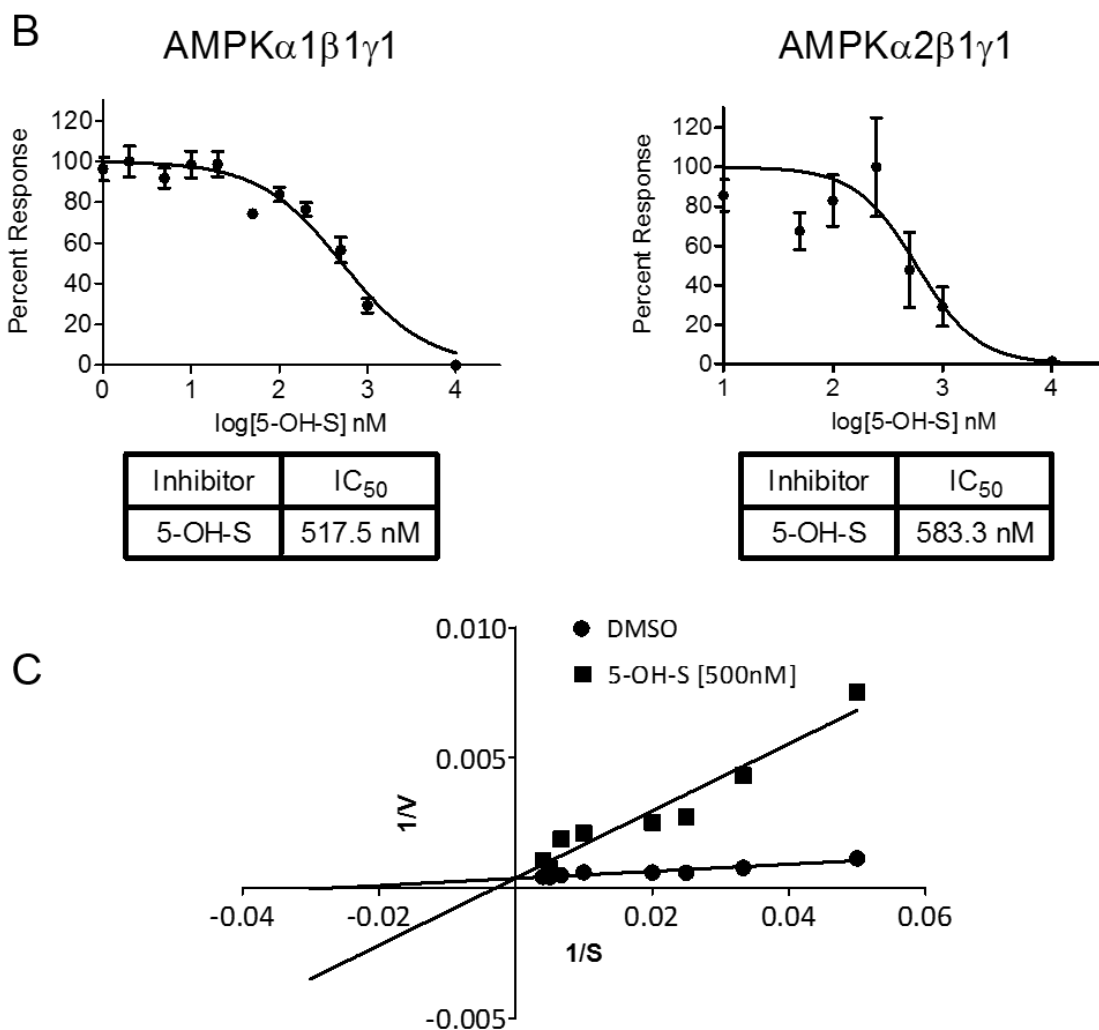 B
AMPKα1β1γ1
AMPKα2β1γ1
Percent Response
120
100
80
60
40
20
0
0 1 2 3 4
log[5-OH-S] nM
Inhibitor IC50
5-OH-S 517.5 nM
Percent Response
120
100
80
60
40
20
0
1 2 3 4
log[5-OH-S] nM
Inhibitor IC50
5-OH-S 583.3 nM
C
DMSO
5-OH-S [500nM]
1/V
0.010
0.005
-0.005
-0.04 -0.02 0.02 0.04 0.06
1/S